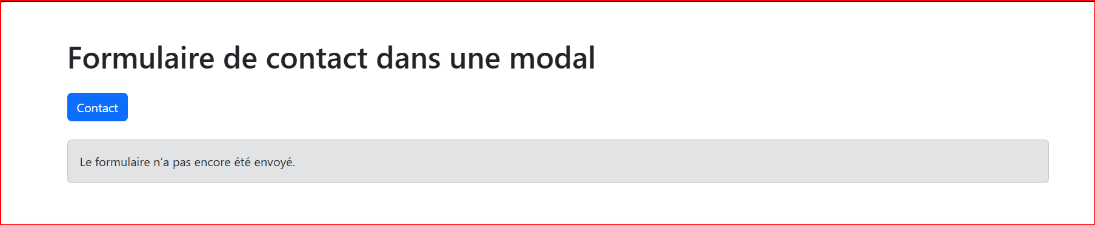 Formulaire de contact dans une modal
Contact
Le formulaire n'a pas encore été envoyé.